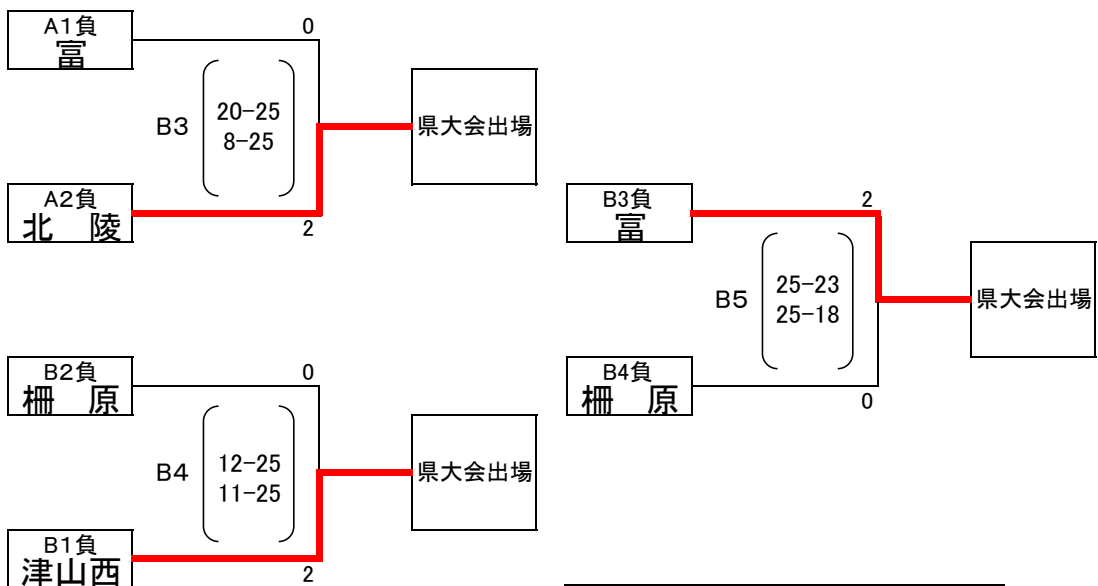 A1負
富
0
B3
20-25
8-25
県大会出場
A2負
北　陵
2
B3負
富
2
B5
25-23
25-18
県大会出場
B4負
柵　原
0
B2負
柵　原
0
B4
12-25
11-25
県大会出場
B1負
津山西
2